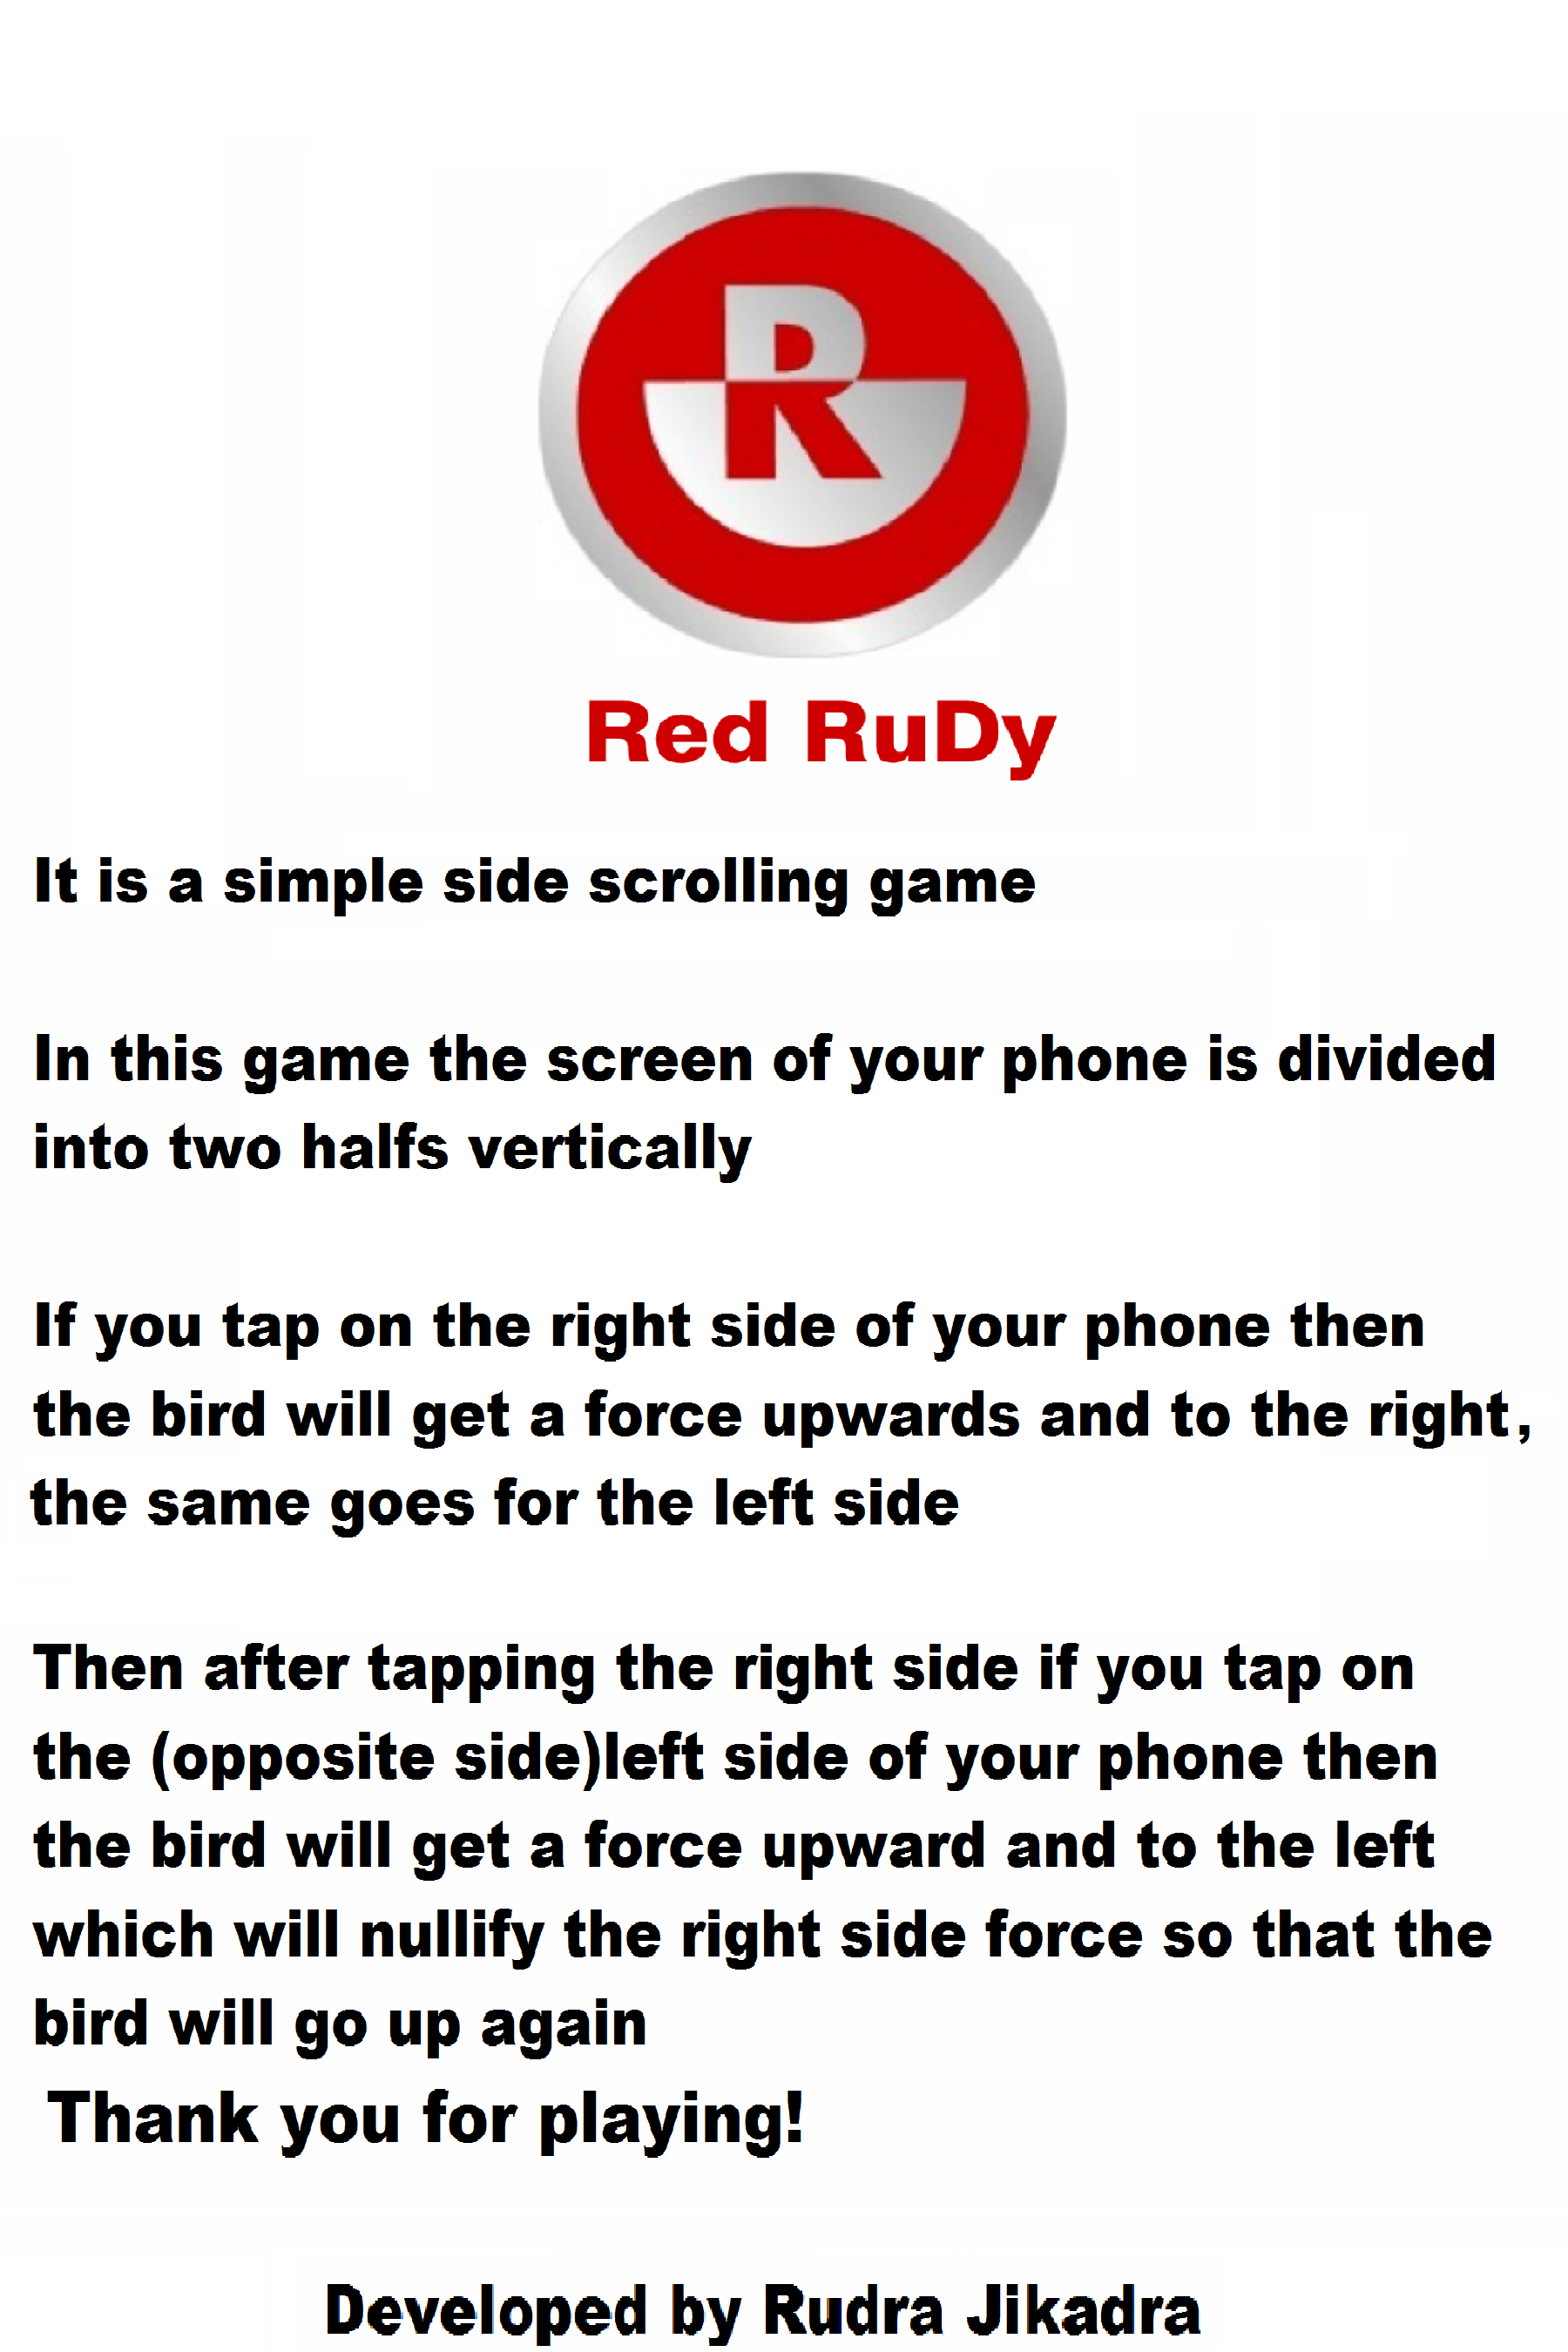 R
Red RuDy
It is a simple side scrolling game
In this game the screen of your phone is divided
into two halfs vertically
If you tap on the right side of your phone then
the bird will get a force upwards and to the right,
the same goes for the left side
Then after tapping the right side if you tap on
the (opposite side)left side of your phone then
the bird will get a force upward and to the left
which will nullify the right side force so that the
bird will go up again
Thank you for playing!
Developed by Rudra Jikadra